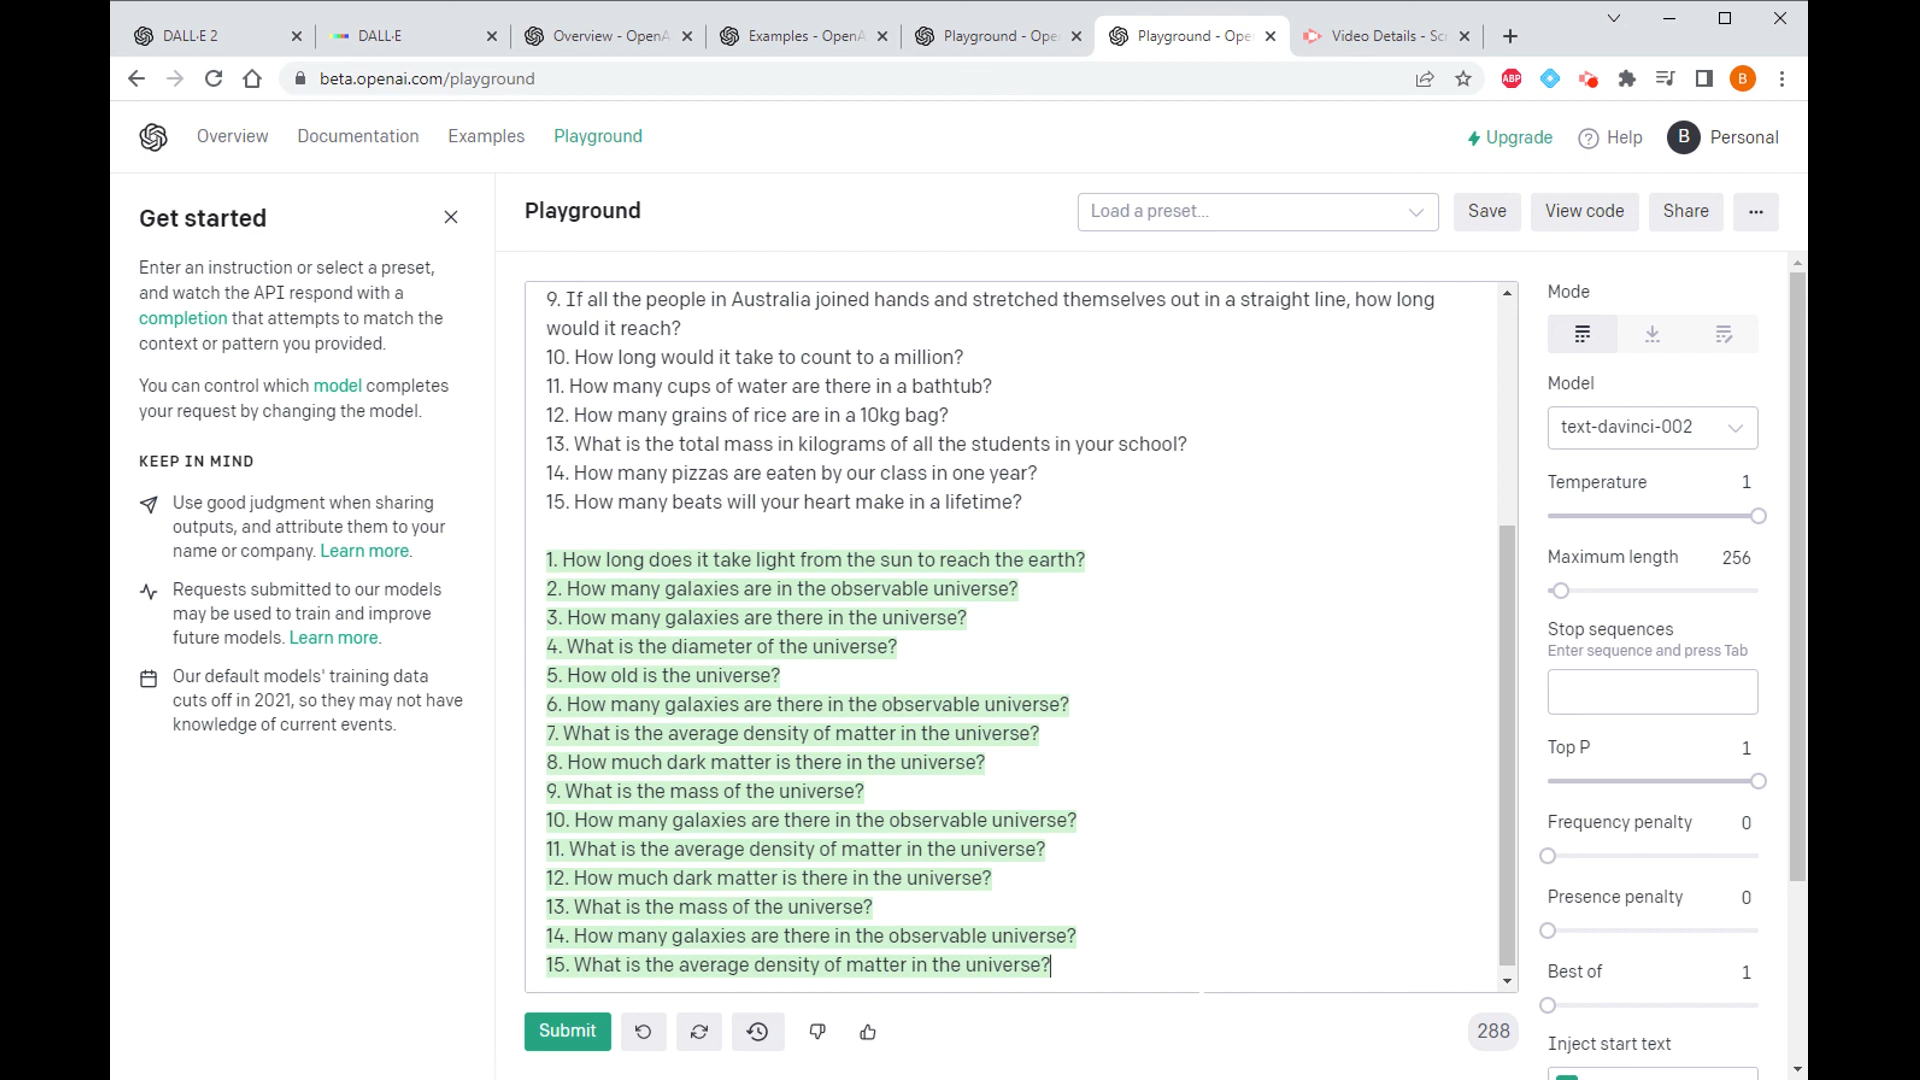 DALL·E 2
DALL·E
Overview - OpenA
Examples - OpenA
Playground - Ope
Playground - Ope
Video Details - Sc
beta.openai.com/playground
ABP
B
Overview
Documentation
Examples
Playground
Upgrade
Help
B
Personal
Get started
Enter an instruction or select a preset,
and watch the API respond with a
completion that attempts to match the
context or pattern you provided.
You can control which model completes
your request by changing the model.
KEEP IN MIND
Use good judgment when sharing
outputs, and attribute them to your
name or company. Learn more.
Requests submitted to our models
may be used to train and improve
future models. Learn more.
Our default models' training data
cuts off in 2021, so they may not have
knowledge of current events.
Playground
Load a preset...
Save
View code
Share
...
9. If all the people in Australia joined hands and stretched themselves out in a straight line, how long
would it reach?
10. How long would it take to count to a million?
11. How many cups of water are there in a bathtub?
12. How many grains of rice are in a 10kg bag?
13. What is the total mass in kilograms of all the students in your school?
14. How many pizzas are eaten by our class in one year?
15. How many beats will your heart make in a lifetime?
1. How long does it take light from the sun to reach the earth?
2. How many galaxies are in the observable universe?
3. How many galaxies are there in the universe?
4. What is the diameter of the universe?
5. How old is the universe?
6. How many galaxies are there in the observable universe?
7. What is the average density of matter in the universe?
8. How much dark matter is there in the universe?
9. What is the mass of the universe?
10. How many galaxies are there in the observable universe?
11. What is the average density of matter in the universe?
12. How much dark matter is there in the universe?
13. What is the mass of the universe?
14. How many galaxies are there in the observable universe?
15. What is the average density of matter in the universe?
Submit
288
Mode
Model
text-davinci-002
Temperature 1
Maximum length 256
Stop sequences
Enter sequence and press Tab
Top P 1
Frequency penalty 0
Presence penalty 0
Best of 1
Inject start text